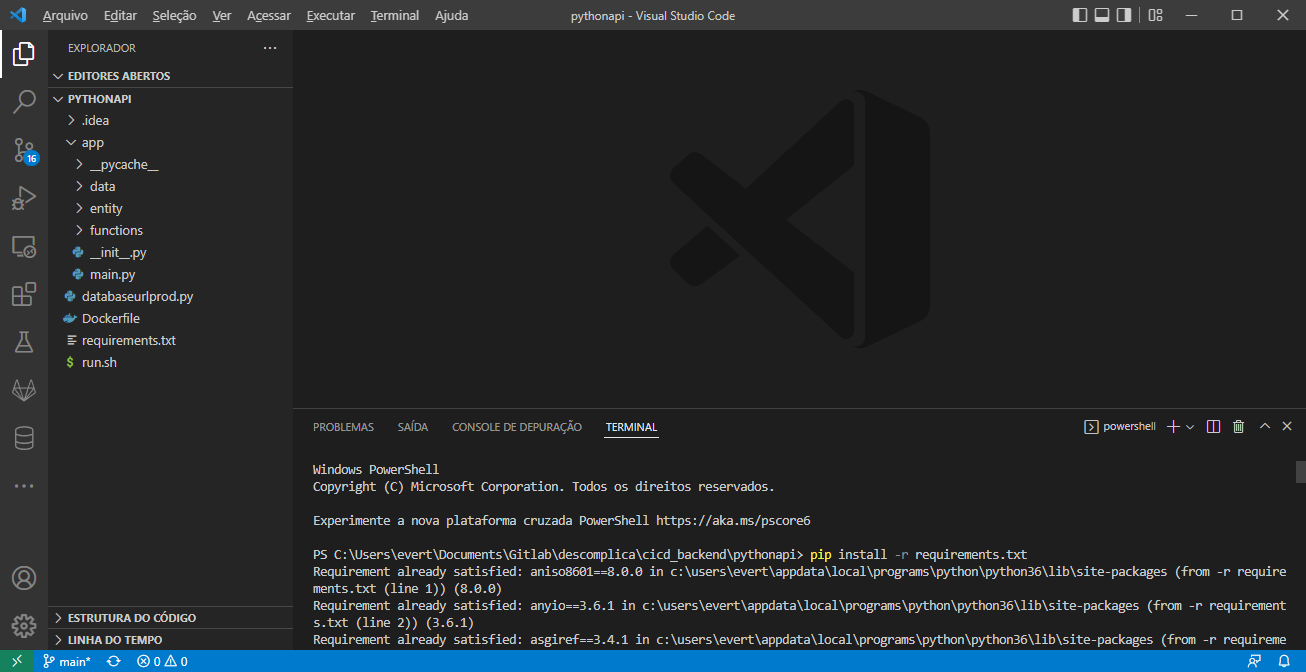 Arquivo Editar Seleção Ver Acessar Executar Terminal Ajuda pythonapi - Visual Studio Code
EXPLORADOR
EDITORES ABERTOS
PYTHONAPI
.idea
app
__pycache__
data
entity
functions
__init__.py
main.py
databaseurlprod.py
Dockerfile
requirements.txt
$ run.sh
16
ESTRUTURA DO CÓDIGO
LINHA DO TEMPO
PROBLEMAS SAÍDA CONSOLE DE DEPURAÇÃO TERMINAL powershell
Windows PowerShell
Copyright (C) Microsoft Corporation. Todos os direitos reservados.
Experimente a nova plataforma cruzada PowerShell https://aka.ms/pscore6
PS C:\Users\evert\Documents\Gitlab\descomplica\cicd_backend\pythonapi> pip install -r requirements.txt
Requirement already satisfied: aniso8601==8.0.0 in c:\users\evert\appdata\local\programs\python\python36\lib\site-packages (from -r require
ments.txt (line 1)) (8.0.0)
Requirement already satisfied: anyio==3.6.1 in c:\users\evert\appdata\local\programs\python\python36\lib\site-packages (from -r requirement
s.txt (line 2)) (3.6.1)
Requirement already satisfied: asgiref==3.4.1 in c:\users\evert\appdata\local\programs\python\python36\lib\site-packages (from -r requireme
main* 0 0